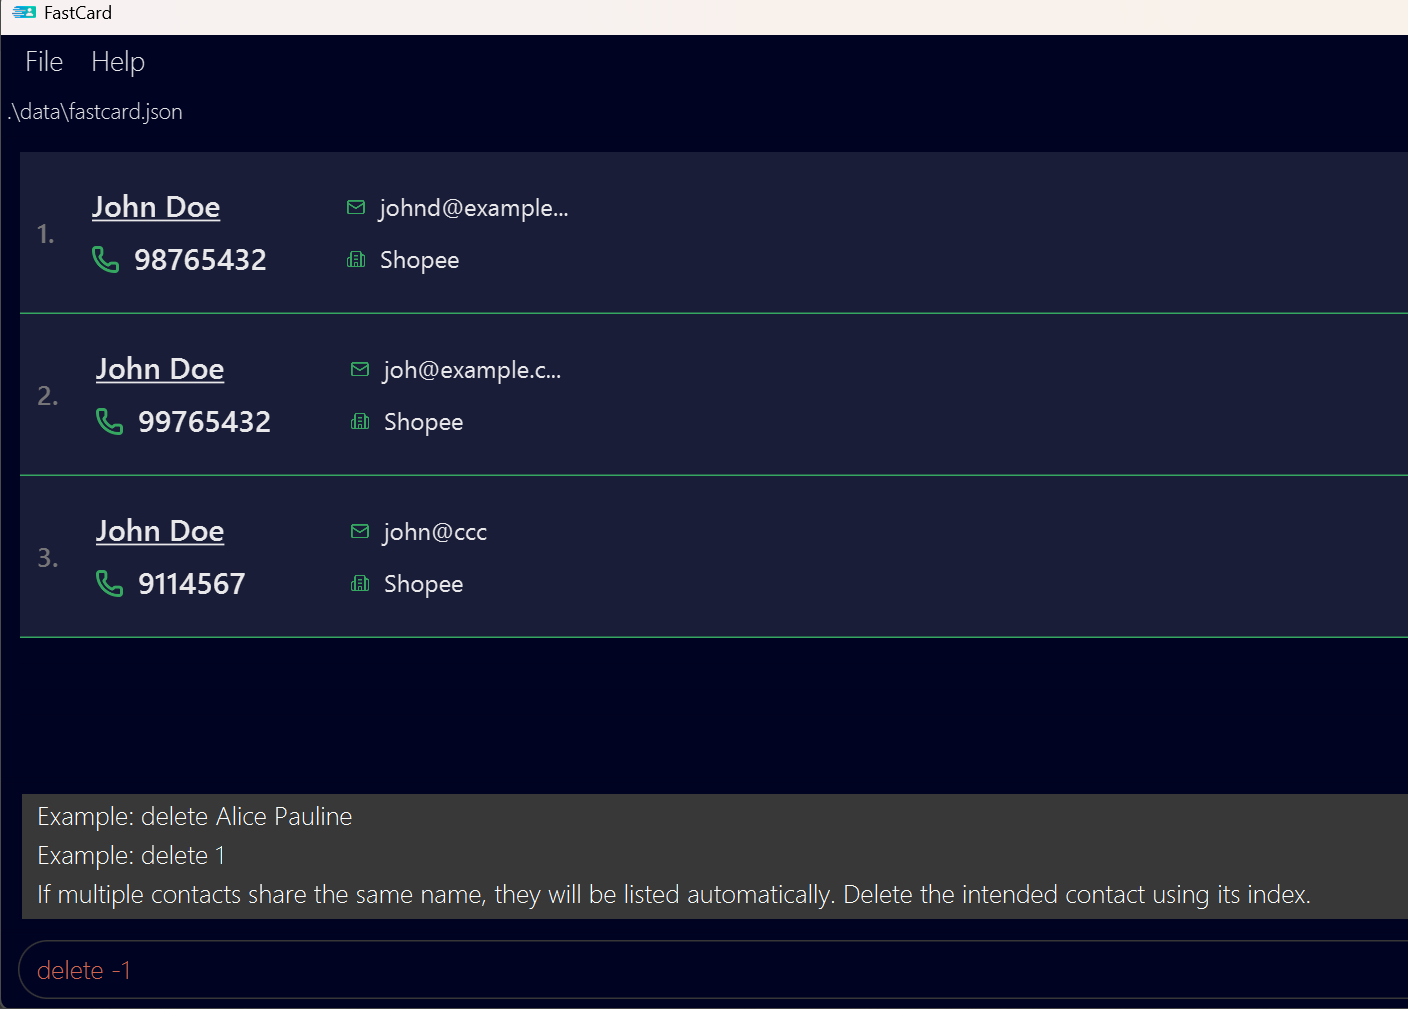 FastCard
File Help
.\data\fastcard.json
1.
John Doe
johnd@example...
98765432
Shopee
2.
John Doe
joh@example.c...
99765432
Shopee
3.
John Doe
john@ccc
9114567
Shopee
Example: delete Alice Pauline
Example: delete 1
If multiple contacts share the same name, they will be listed automatically. Delete the intended contact using its index.
delete -1